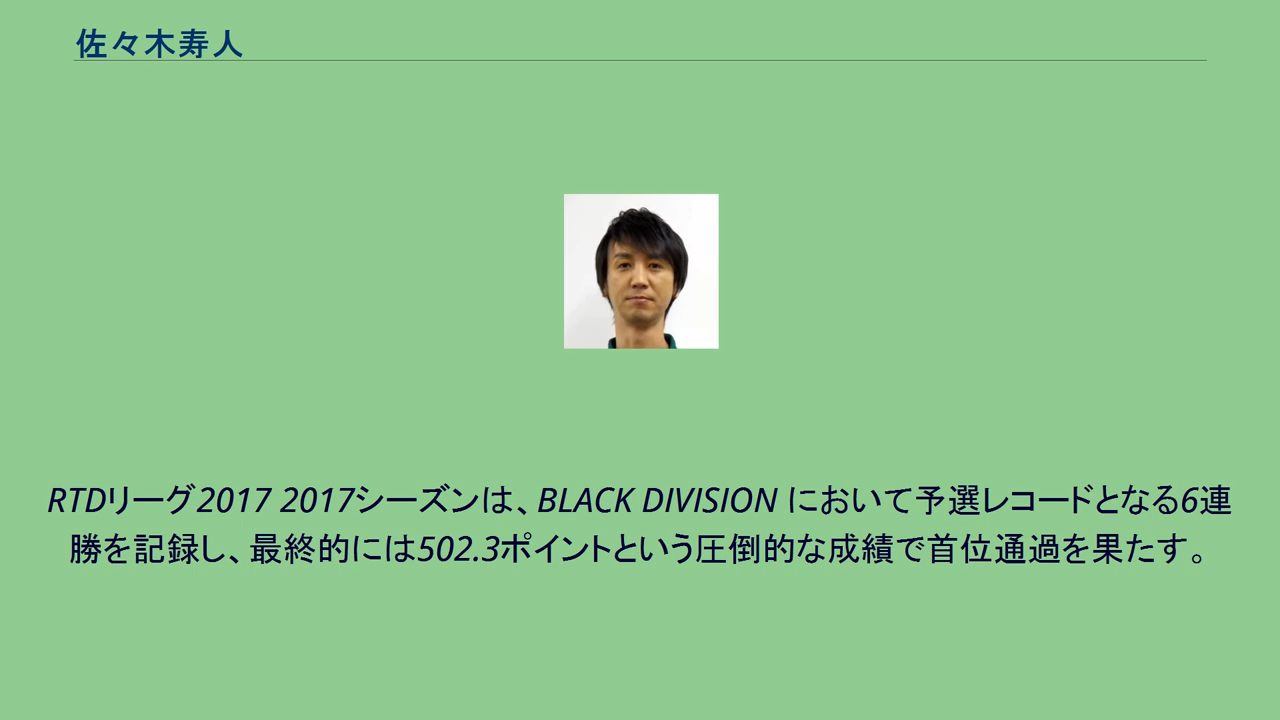 佐々木寿人
RTDリーグ2017 2017シーズンは、BLACK DIVISION において予選レコードとなる6連
勝を記録し、最終的には502.3ポイントという圧倒的な成績で首位通過を果たす。